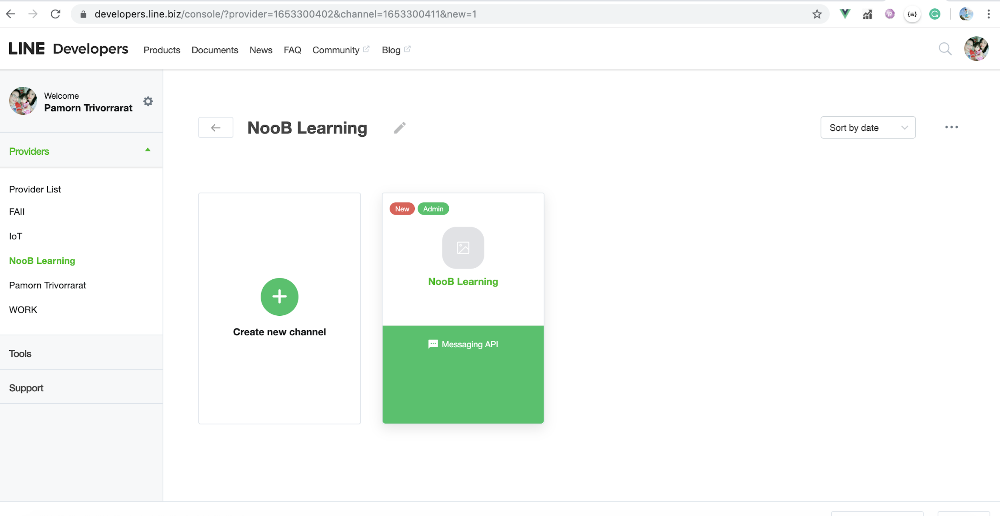 developers.line.biz/console/?provider=1653300402&channel=1653300411&new=1
LINE Developers Products Documents News FAQ Community Blog
Welcome
Pamorn Trivorrarat
Providers
Provider List
FAII
IoT
NooB Learning
Pamorn Trivorrarat
WORK
Tools
Support
NooB Learning
Sort by date
Create new channel
New Admin
NooB Learning
Messaging API